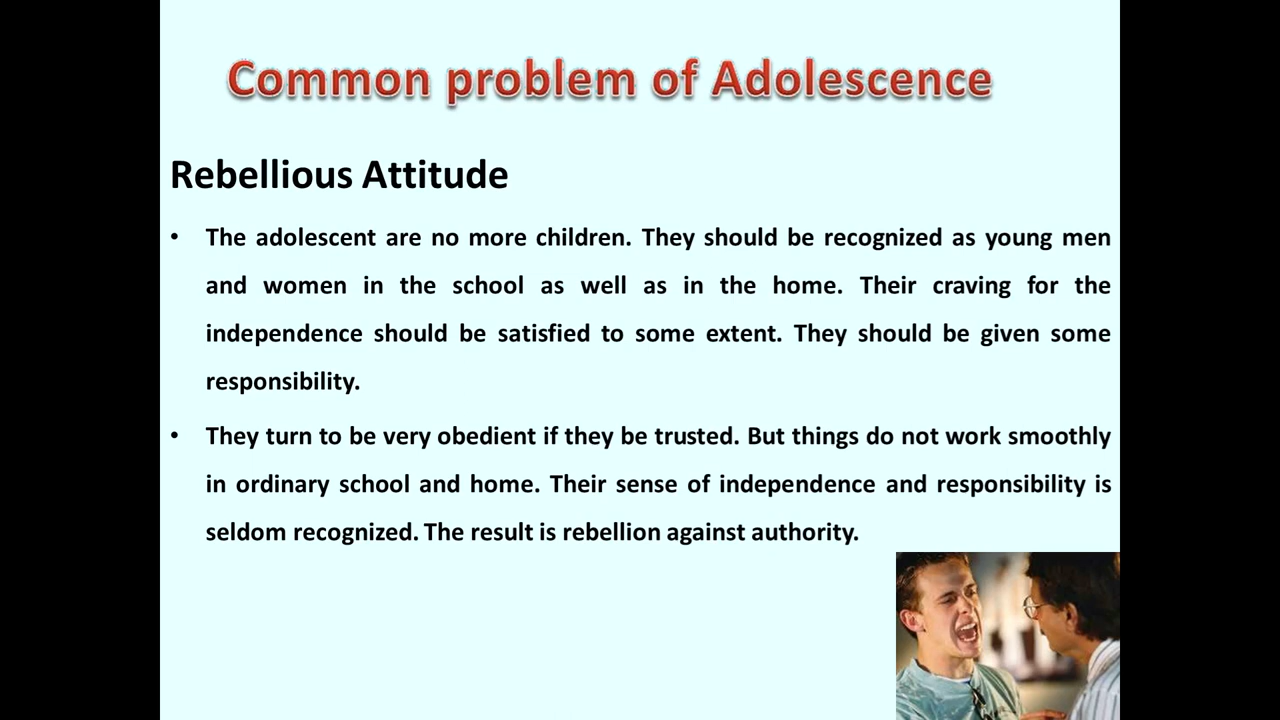 Common problem of Adolescence
Rebellious Attitude
• The adolescent are no more children. They should be recognized as young men
and women in the school as well as in the home. Their craving for the
independence should be satisfied to some extent. They should be given some
responsibility.
• They turn to be very obedient if they be trusted. But things do not work smoothly
in ordinary school and home. Their sense of independence and responsibility is
seldom recognized. The result is rebellion against authority.